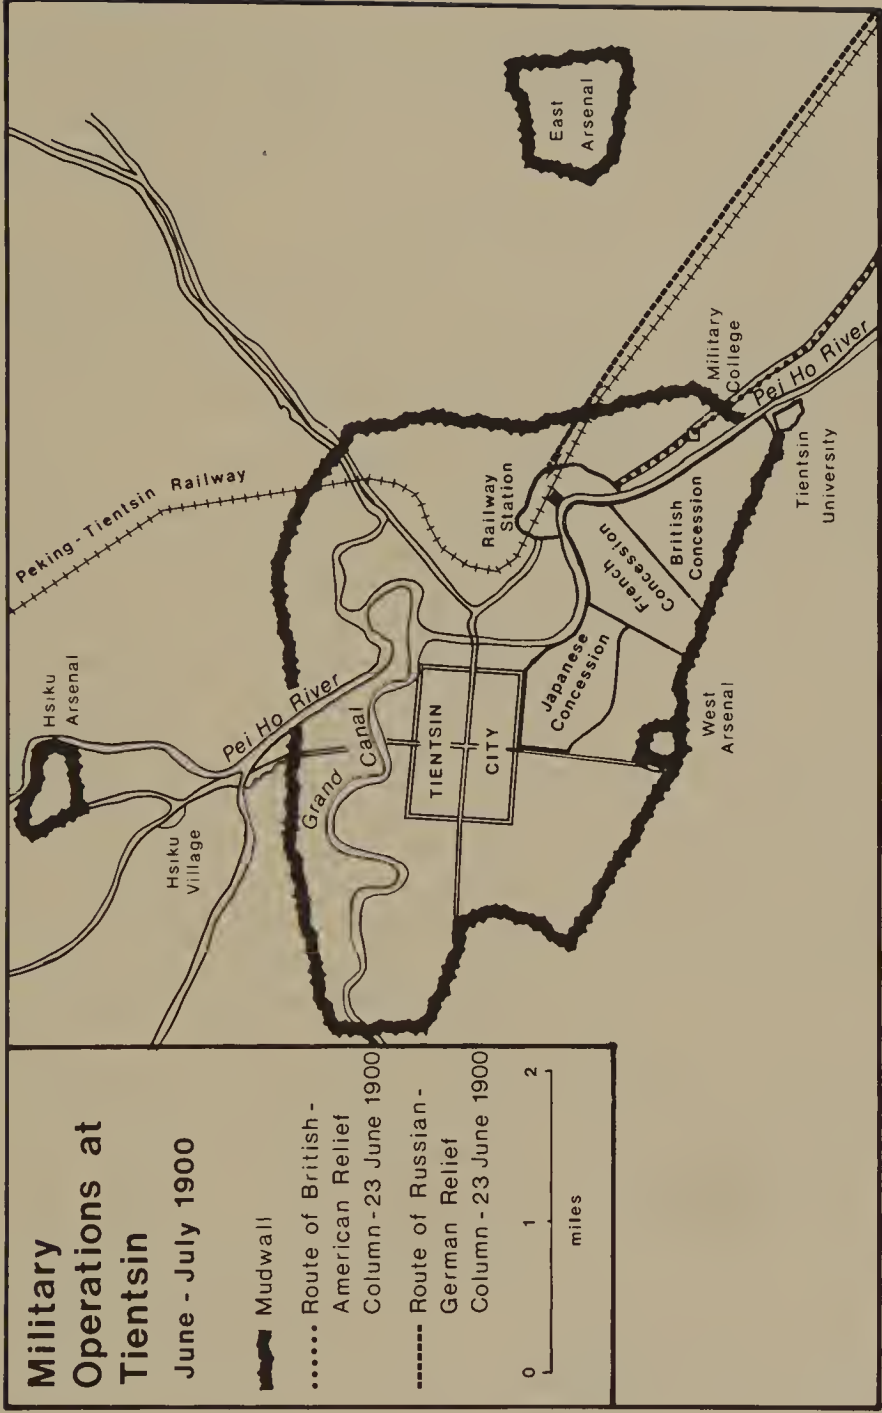 Military
Operations at
Tientsin
June - July 1900
Mudwall
Route of British -
American Relief
Column - 23 June 1900
Route of Russian -
German Relief
Column - 23 June 1900
0 1 2
miles
Hsiku
Arsenal
Hsiku
Village
Peking - Tientsin Railway
Pei Ho River
Grand Canal
TIENTSIN
CITY
Japanese
Concession
French
Concession
British
Concession
Railway
Station
West
Arsenal
East
Arsenal
Military
College
Pei Ho River
Tientsin
University